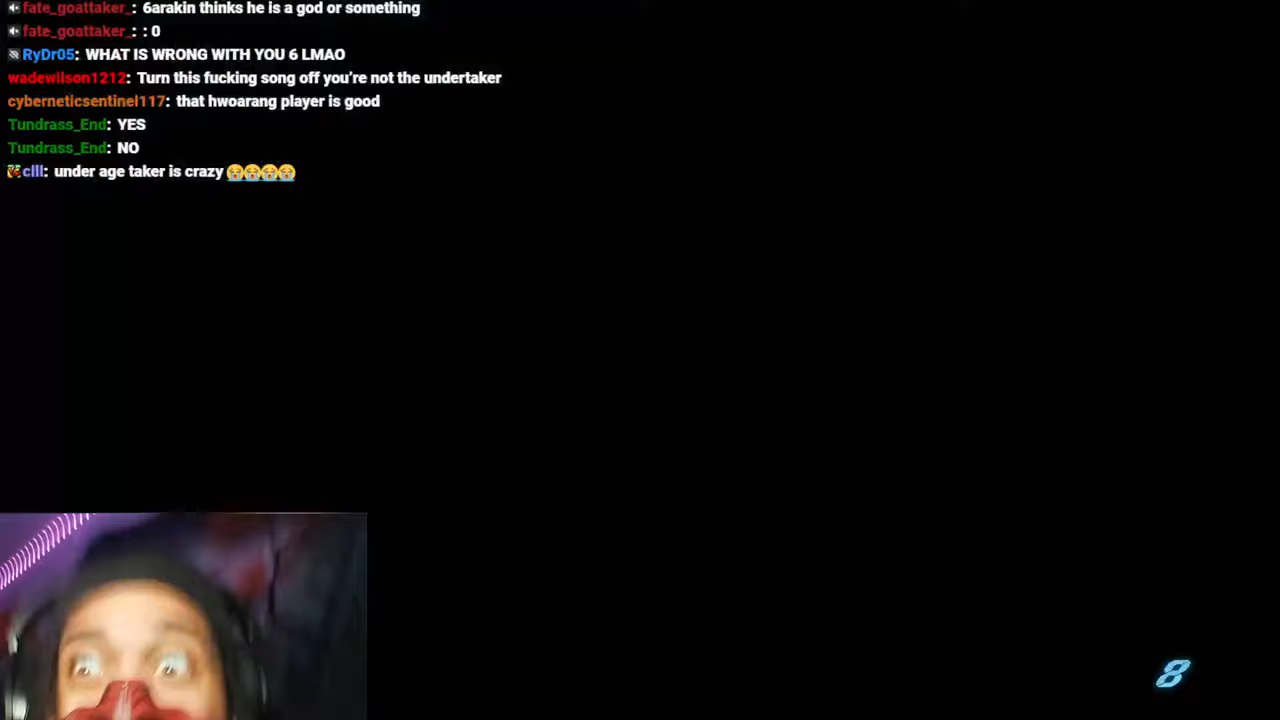 fate_goattaker_: 6arakin thinks he is a god or something
fate_goattaker_: : 0
RyDr05: WHAT IS WRONG WITH YOU 6 LMAO
wadewilson1212: Turn this fucking song off you're not the undertaker
cyberneticsentinel117: that hwoarang player is good
Tundrass_End: YES
Tundrass_End: NO
clll: under age taker is crazy 😭😭😭😭
8